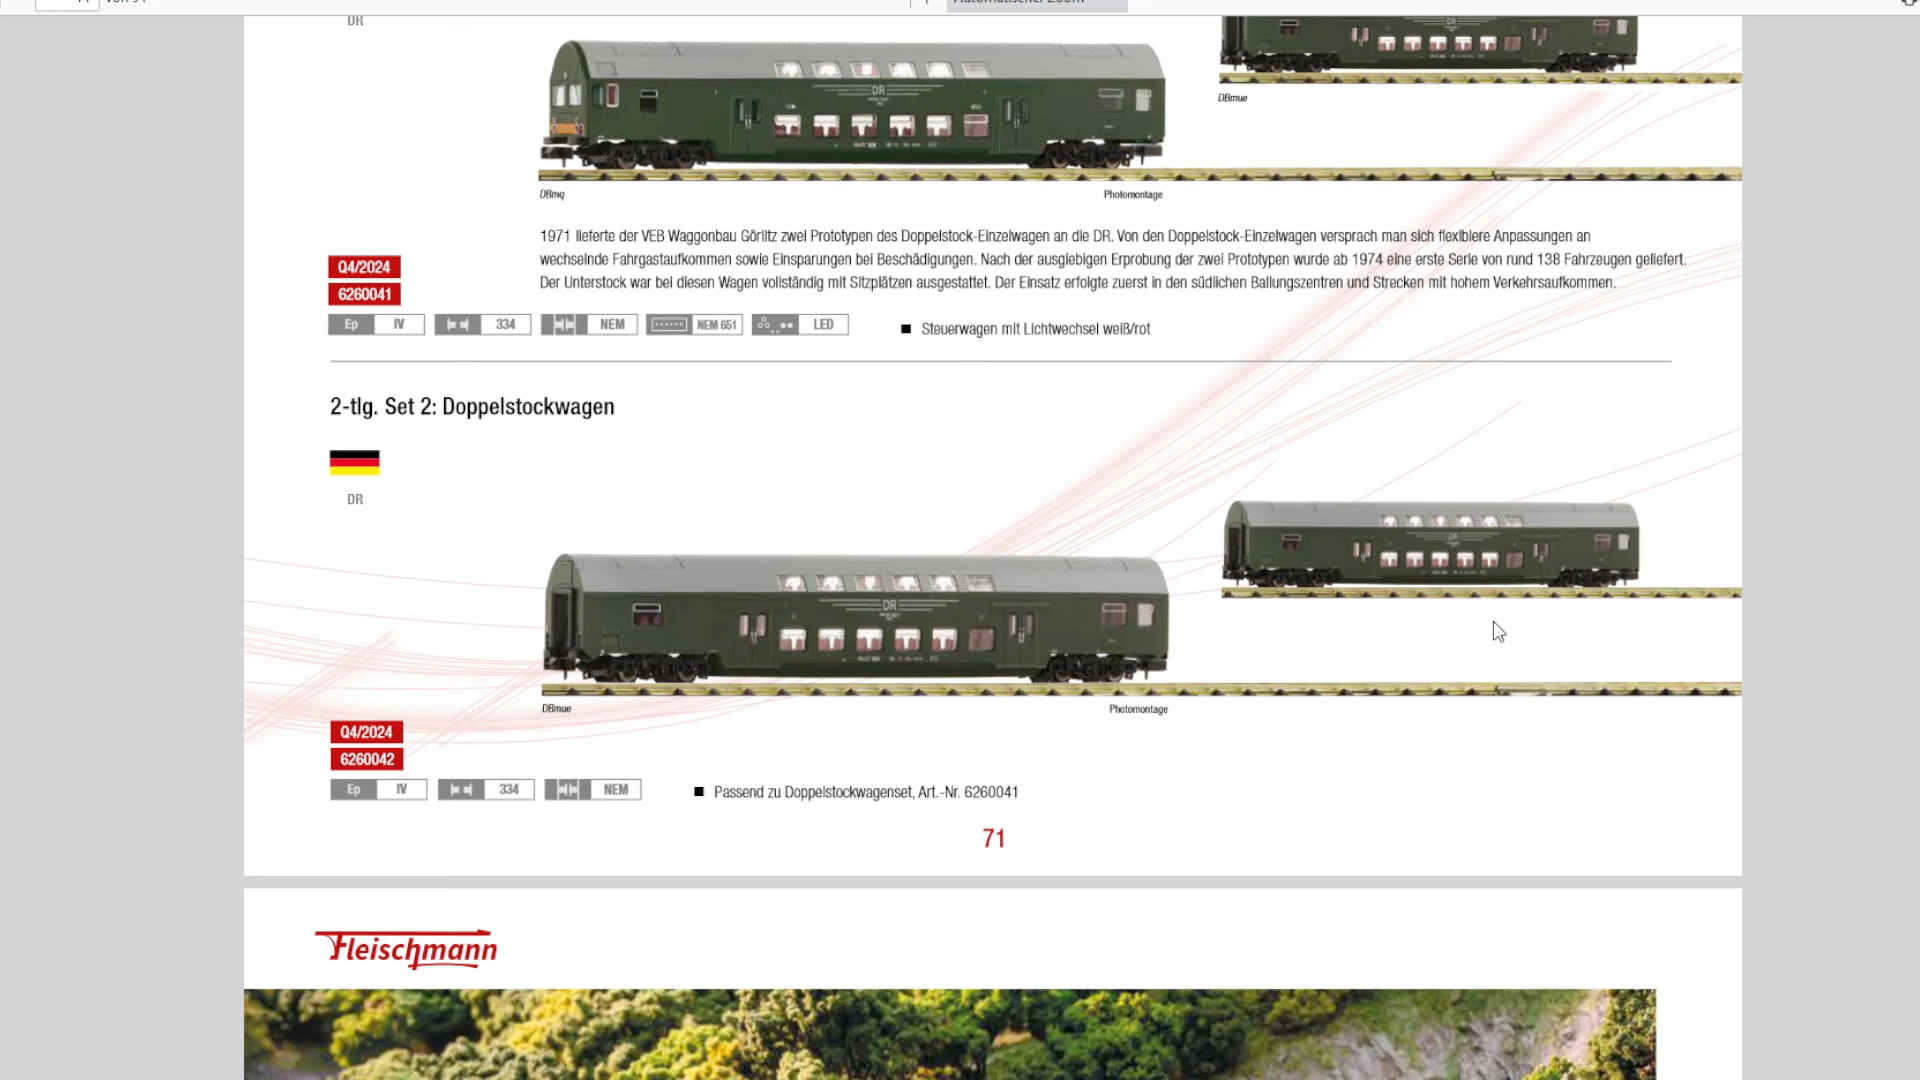 DR
DR
DBmue
DR
DBmq
Photomontage
1971 lieferte der VEB Waggonbau Görlitz zwei Prototypen des Doppelstock-Einzelwagen an die DR. Von den Doppelstock-Einzelwagen versprach man sich flexiblere Anpassungen an
wechselnde Fahrgastaufkommen sowie Einsparungen bei Beschädigungen. Nach der ausgiebigen Erprobung der zwei Prototypen wurde ab 1974 eine erste Serie von rund 138 Fahrzeugen geliefert.
Der Unterstock war bei diesen Wagen vollständig mit Sitzplätzen ausgestattet. Der Einsatz erfolgte zuerst in den südlichen Ballungszentren und Strecken mit hohem Verkehrsaufkommen.
Q4/2024
6260041
Ep IV 334 NEM NEM 651 LED
■ Steuerwagen mit Lichtwechsel weiß/rot
2-tlg. Set 2: Doppelstockwagen
DR
DR
DR
DBmue
Photomontage
Q4/2024
6260042
Ep IV 334 NEM
■ Passend zu Doppelstockwagenset, Art.-Nr. 6260041
71
Fleischmann